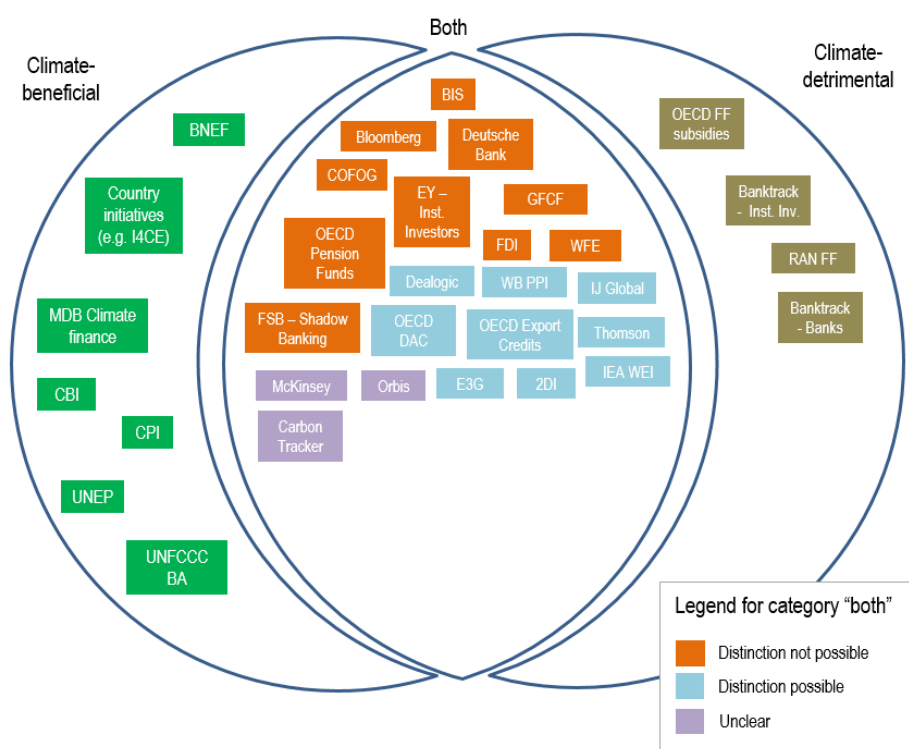 Both
Climate-
beneficial
Climate-
detrimental
BNEF
Country
initiatives
(e.g. I4CE)
MDB Climate
finance
CBI
CPI
UNEP
UNFCCC
BA
BIS
Bloomberg
Deutsche
Bank
COFOG
EY –
Inst.
Investors
GFCF
OECD
Pension
Funds
FDI
WFE
Dealogic
WB PPI
IJ Global
FSB – Shadow
Banking
OECD
DAC
OECD Export
Credits
Thomson
McKinsey
Orbis
E3G
2DI
IEA WEI
Carbon
Tracker
OECD FF
subsidies
Banktrack
- Inst. Inv.
RAN FF
Banktrack
- Banks
Legend for category “both”
Distinction not possible
Distinction possible
Unclear